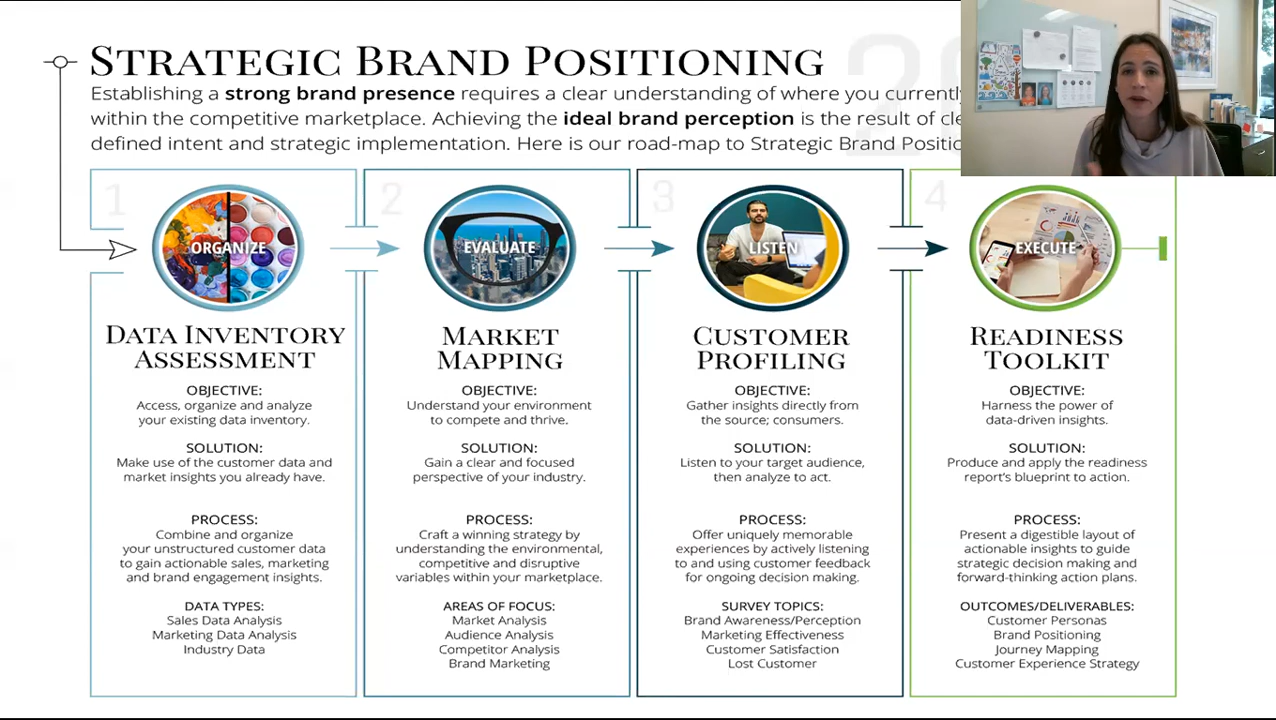 STRATEGIC BRAND POSITIONING
Establishing a strong brand presence requires a clear understanding of where you currently
within the competitive marketplace. Achieving the ideal brand perception is the result of
defined intent and strategic implementation. Here is our road-map to Strategic Brand
1
ORGANIZE
DATA INVENTORY
ASSESSMENT
OBJECTIVE:
Access, organize and analyze
your existing data inventory.
SOLUTION:
Make use of the customer data and
market insights you already have.
PROCESS:
Combine and organize
your unstructured customer data
to gain actionable sales, marketing
and brand engagement insights.
DATA TYPES:
Sales Data Analysis
Marketing Data Analysis
Industry Data
2
EVALUATE
MARKET
MAPPING
OBJECTIVE:
Understand your environment
to compete and thrive.
SOLUTION:
Gain a clear and focused
perspective of your industry.
PROCESS:
Craft a winning strategy by
understanding the environmental,
competitive and disruptive
variables within your marketplace.
AREAS OF FOCUS:
Market Analysis
Audience Analysis
Competitor Analysis
Brand Marketing
3
LISTEN
CUSTOMER
PROFILING
OBJECTIVE:
Gather insights directly from
the source; consumers.
SOLUTION:
Listen to your target audience,
then analyze to act.
PROCESS:
Offer uniquely memorable
experiences by actively listening
to and using customer feedback
for ongoing decision making.
SURVEY TOPICS:
Brand Awareness/Perception
Marketing Effectiveness
Customer Satisfaction
Lost Customer
4
EXECUTE
READINESS
TOOLKIT
OBJECTIVE:
Harness the power of
data-driven insights.
SOLUTION:
Produce and apply the readiness
report's blueprint to action.
PROCESS:
Present a digestible layout of
actionable insights to guide
strategic decision making and
forward-thinking action plans.
OUTCOMES/DELIVERABLES:
Customer Personas
Brand Positioning
Journey Mapping
Customer Experience Strategy